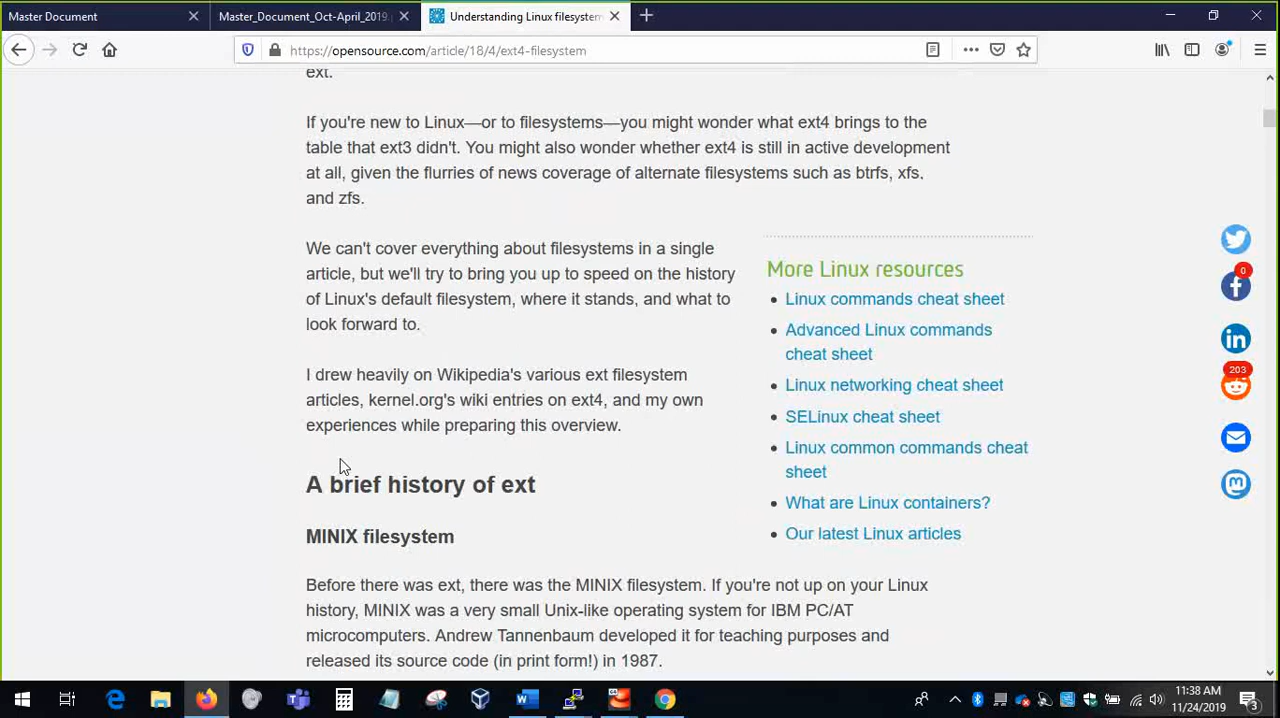 Master Document
Master_Document_Oct-April_2019.
Understanding Linux filesystem
https://opensource.com/article/18/4/ext4-filesystem
ext.
If you're new to Linux—or to filesystems—you might wonder what ext4 brings to the
table that ext3 didn't. You might also wonder whether ext4 is still in active development
at all, given the flurries of news coverage of alternate filesystems such as btrfs, xfs,
and zfs.
We can't cover everything about filesystems in a single
article, but we'll try to bring you up to speed on the history
of Linux's default filesystem, where it stands, and what to
look forward to.
I drew heavily on Wikipedia's various ext filesystem
articles, kernel.org's wiki entries on ext4, and my own
experiences while preparing this overview.
More Linux resources
• Linux commands cheat sheet
• Advanced Linux commands
cheat sheet
• Linux networking cheat sheet
• SELinux cheat sheet
• Linux common commands cheat
sheet
• What are Linux containers?
• Our latest Linux articles
0
203
A brief history of ext
MINIX filesystem
Before there was ext, there was the MINIX filesystem. If you're not up on your Linux
history, MINIX was a very small Unix-like operating system for IBM PC/AT
microcomputers. Andrew Tannenbaum developed it for teaching purposes and
released its source code (in print form!) in 1987.
11:38 AM
11/24/2019
3